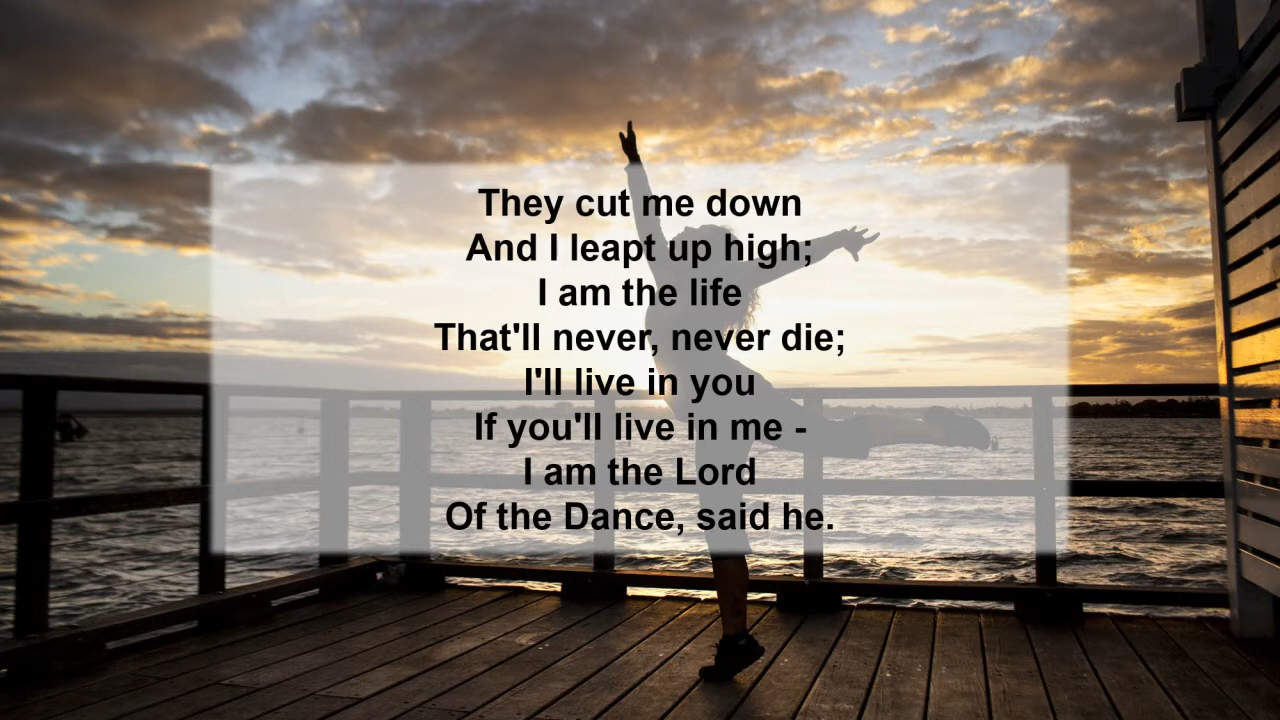 They cut me down
And I leapt up high;
I am the life
That'll never, never die;
I'll live in you
If you'll live in me -
I am the Lord
Of the Dance, said he.